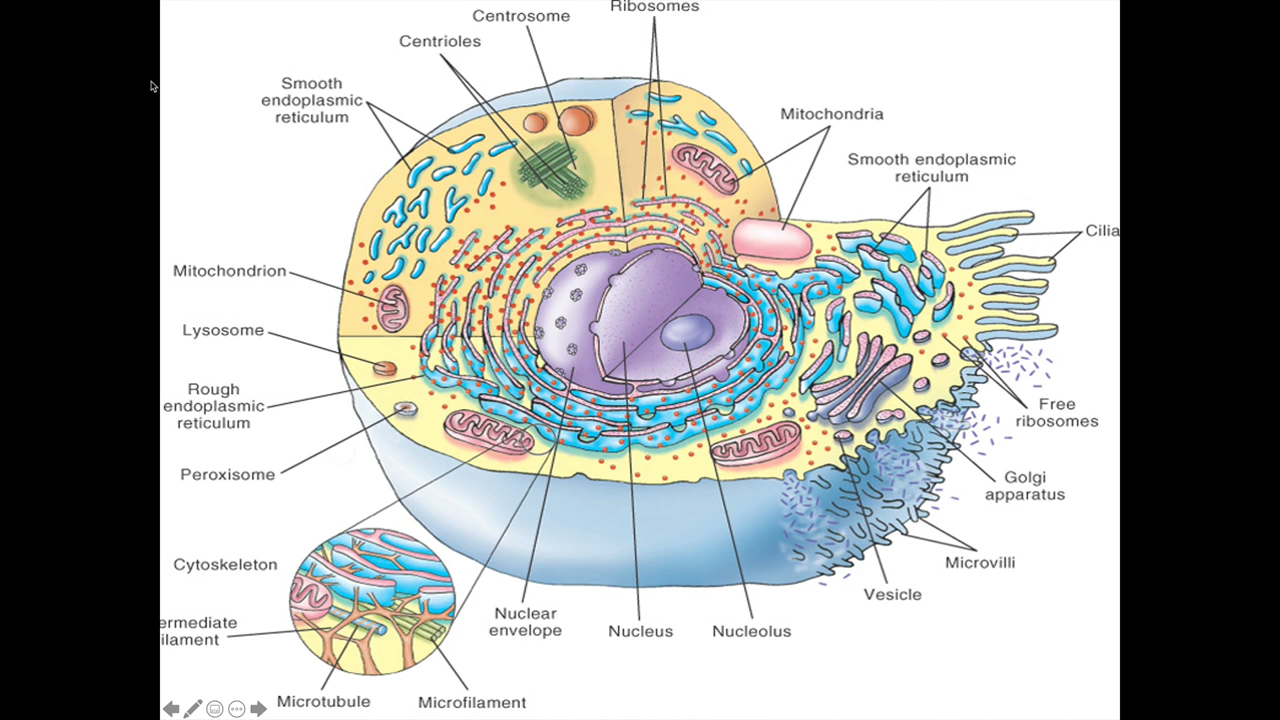 Ribosomes
Centrosome
Centrioles
Smooth
endoplasmic
reticulum
Mitochondria
Smooth endoplasmic
reticulum
Cilia
Mitochondrion
Lysosome
Rough
endoplasmic
reticulum
Free
ribosomes
Peroxisome
Golgi
apparatus
Cytoskeleton
Microvilli
Vesicle
Nuclear
envelope
Nucleus
Nucleolus
ermediate
ilament
Microtubule
Microfilament